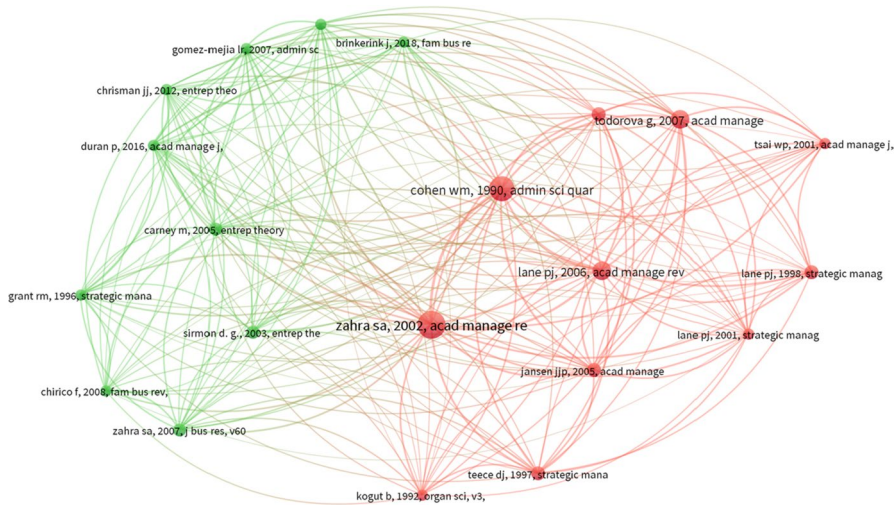 brinkerink j, 2018, fam bus re
gomez-mejia lr, 2007, admin sc
chrisman jj, 2012, entrep theo
todorova g, 2007, acad manage
duran p, 2016, acad manage j,
tsai wp, 2001, acad manage j,
cohen wm, 1990, admin sci quar
carney m, 2005, entrep theory
lane pj, 2006, acad manage rev
lane pj, 1998, strategic manag
grant rm, 1996, strategic mana
zahra sa, 2002, acad manage re
sirmon d. g., 2003, entrep the
lane pj, 2001, strategic manag
jansen jjp, 2005, acad manage
chirico f, 2008, fam bus rev,
zahra sa, 2007, j bus res, v60
teece dj, 1997, strategic mana
kogut b, 1992, organ sci, v3,